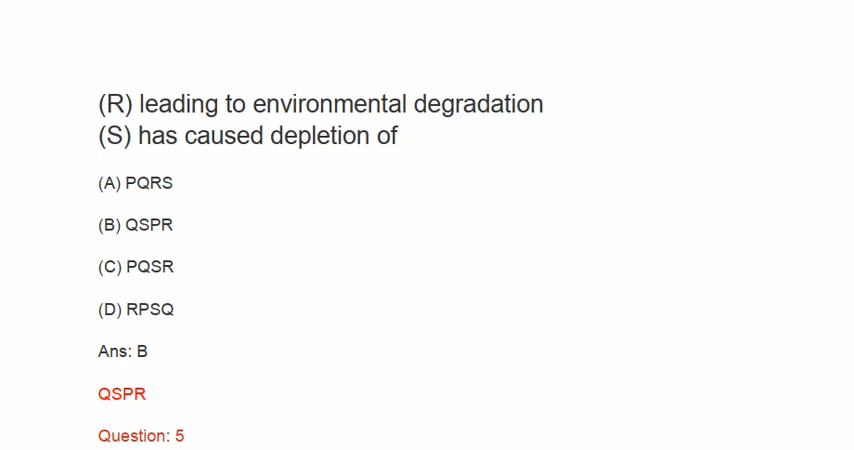 (R) leading to environmental degradation
(S) has caused depletion of
(A) PQRS
(B) QSPR
(C) PQSR
(D) RPSQ
Ans: B
QSPR
Question: 5